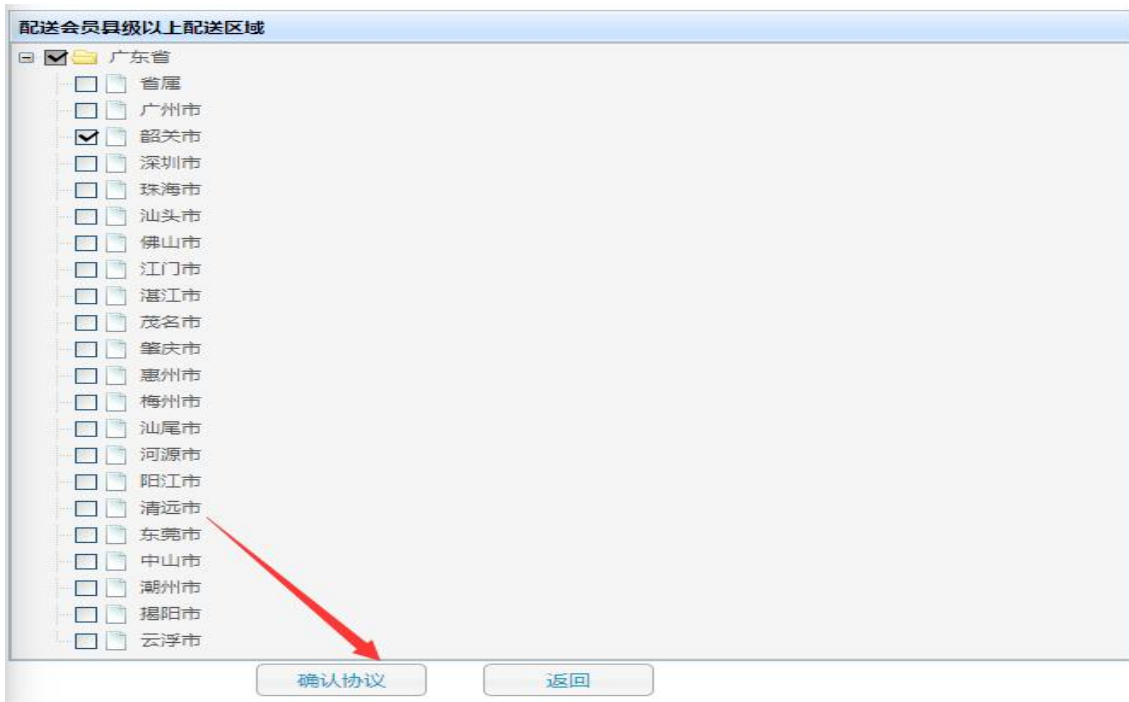 配送会员县级以上配送区域
广东省
省属
广州市
韶关市
深圳市
珠海市
汕头市
佛山市
江门市
湛江市
茂名市
肇庆市
惠州市
梅州市
汕尾市
河源市
阳江市
清远市
东莞市
中山市
潮州市
揭阳市
云浮市
确认协议 返回